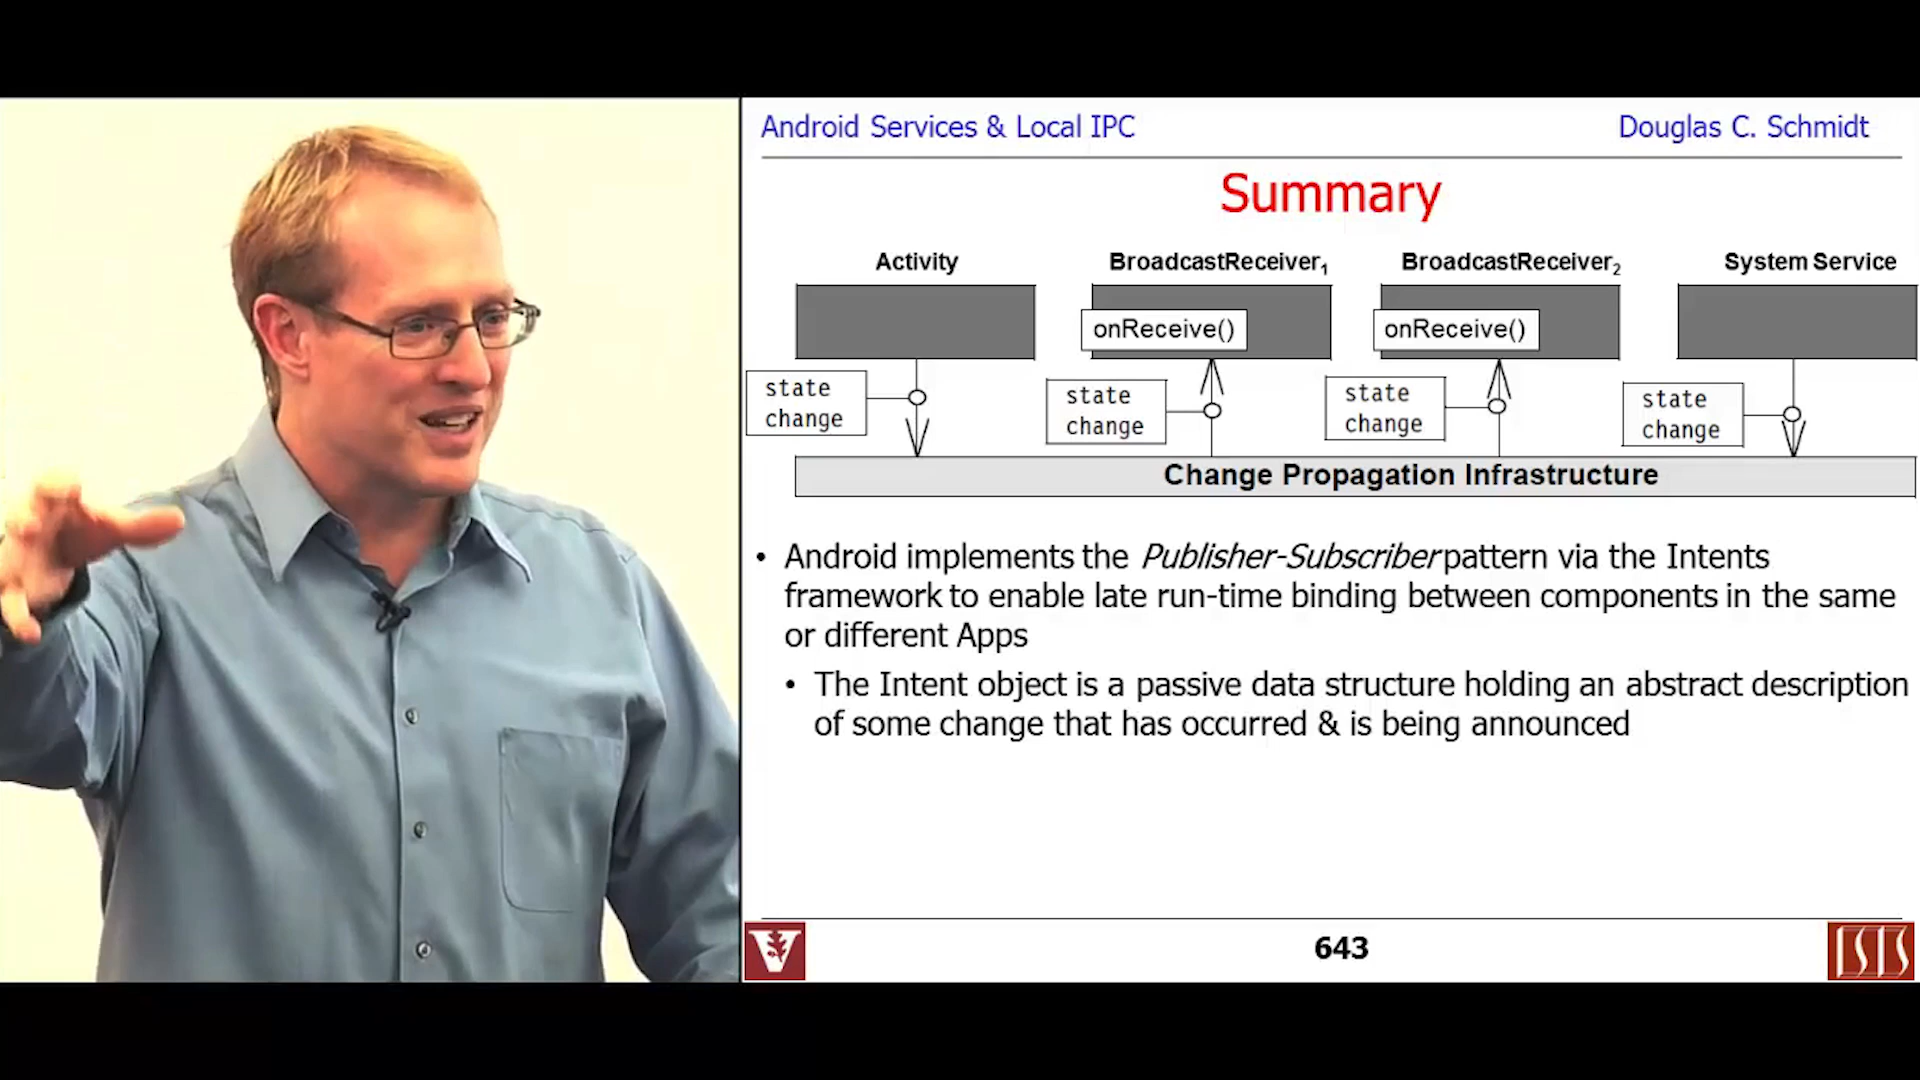 Android Services & Local IPC
Douglas C. Schmidt
Summary
Activity
BroadcastReceiver1
BroadcastReceiver2
System Service
onReceive()
onReceive()
state
change
state
change
state
change
state
change
Change Propagation Infrastructure
• Android implements the Publisher-Subscriber pattern via the Intents
framework to enable late run-time binding between components in the same
or different Apps
• The Intent object is a passive data structure holding an abstract description
of some change that has occurred & is being announced
V
643
ISIS